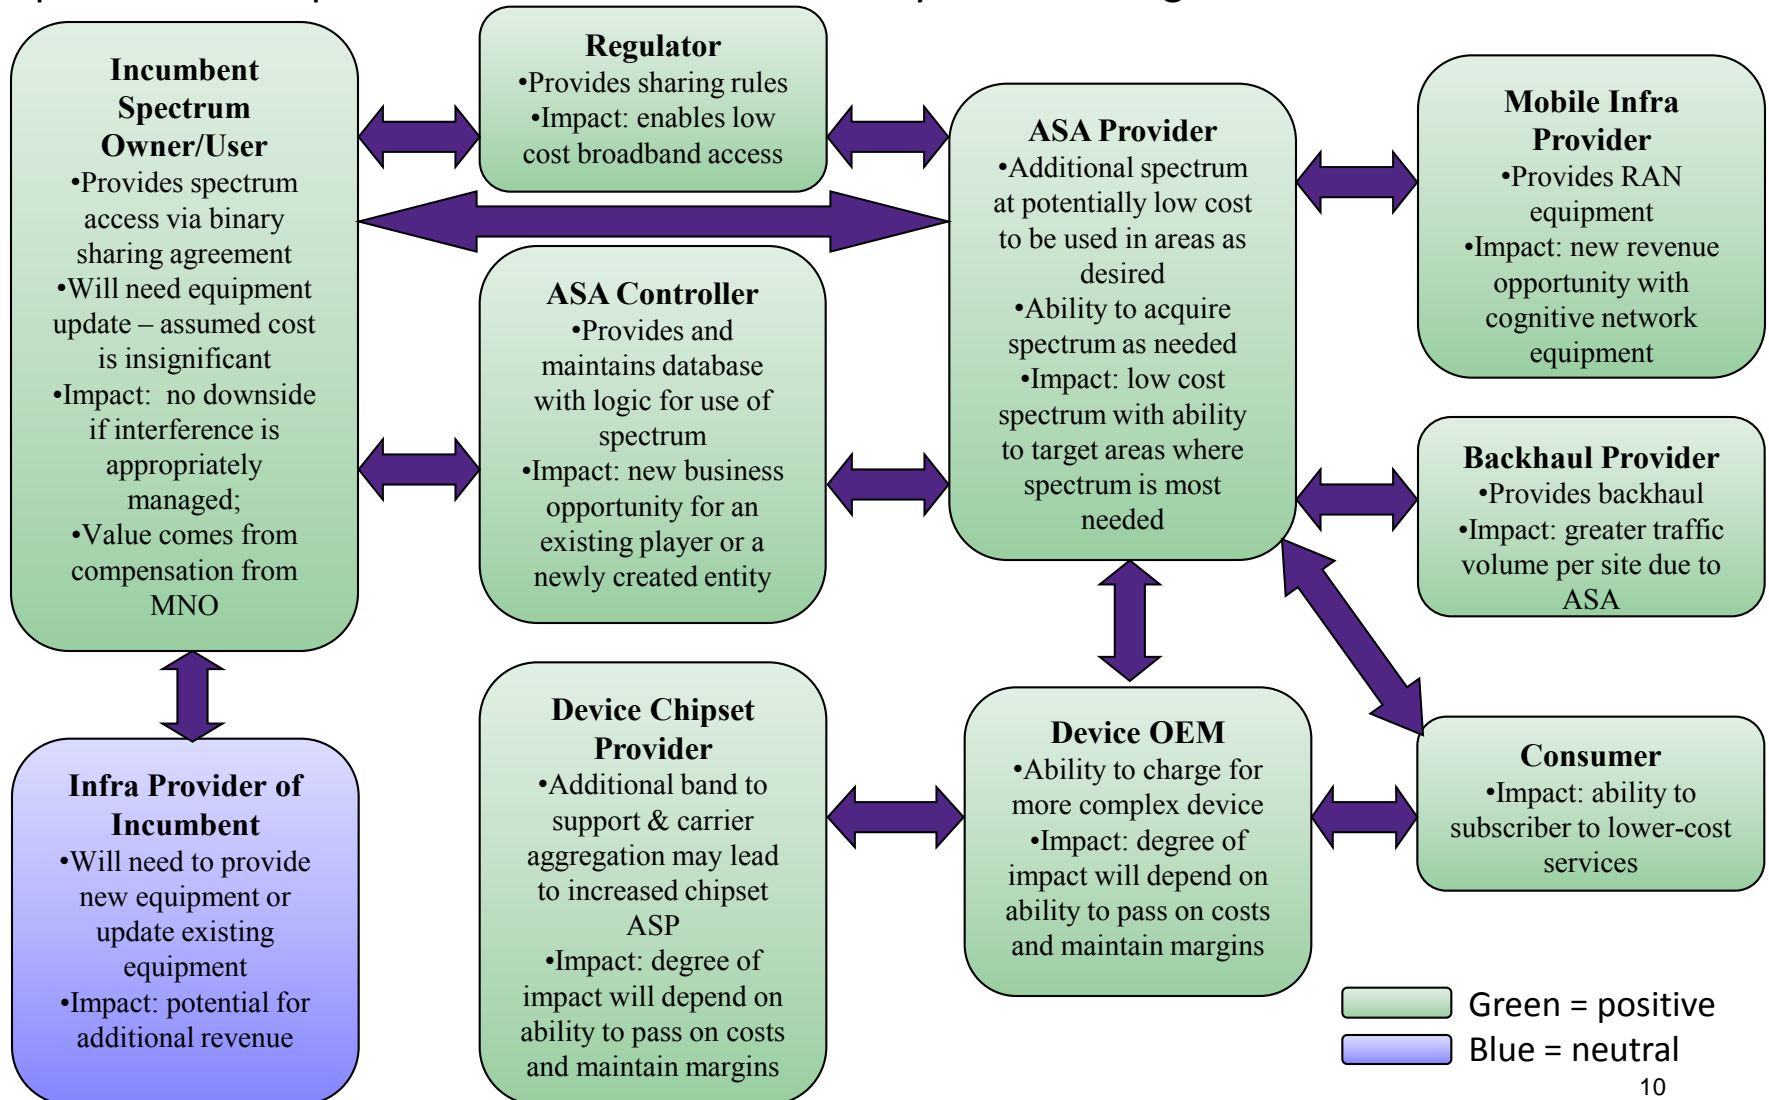 Incumbent
Spectrum
Owner/User
•Provides spectrum
access via binary
sharing agreement
•Will need equipment
update – assumed cost
is insignificant
•Impact:  no downside
if interference is
appropriately
managed;
•Value comes from
compensation from
MNO
Regulator
•Provides sharing rules
•Impact: enables low
cost broadband access
ASA Controller
•Provides and
maintains database
with logic for use of
spectrum
•Impact: new business
opportunity for an
existing player or a
newly created entity
ASA Provider
•Additional spectrum
at potentially low cost
to be used in areas as
desired
•Ability to acquire
spectrum as needed
•Impact: low cost
spectrum with ability
to target areas where
spectrum is most
needed
Mobile Infra
Provider
•Provides RAN
equipment
•Impact: new revenue
opportunity with
cognitive network
equipment
Backhaul Provider
•Provides backhaul
•Impact: greater traffic
volume per site due to
ASA
Infra Provider of
Incumbent
•Will need to provide
new equipment or
update existing
equipment
•Impact: potential for
additional revenue
Device Chipset
Provider
•Additional band to
support & carrier
aggregation may lead
to increased chipset
ASP
•Impact: degree of
impact will depend on
ability to pass on costs
and maintain margins
Device OEM
•Ability to charge for
more complex device
•Impact: degree of
impact will depend on
ability to pass on costs
and maintain margins
Consumer
•Impact: ability to
subscriber to lower-cost
services
Green = positive
Blue = neutral
10